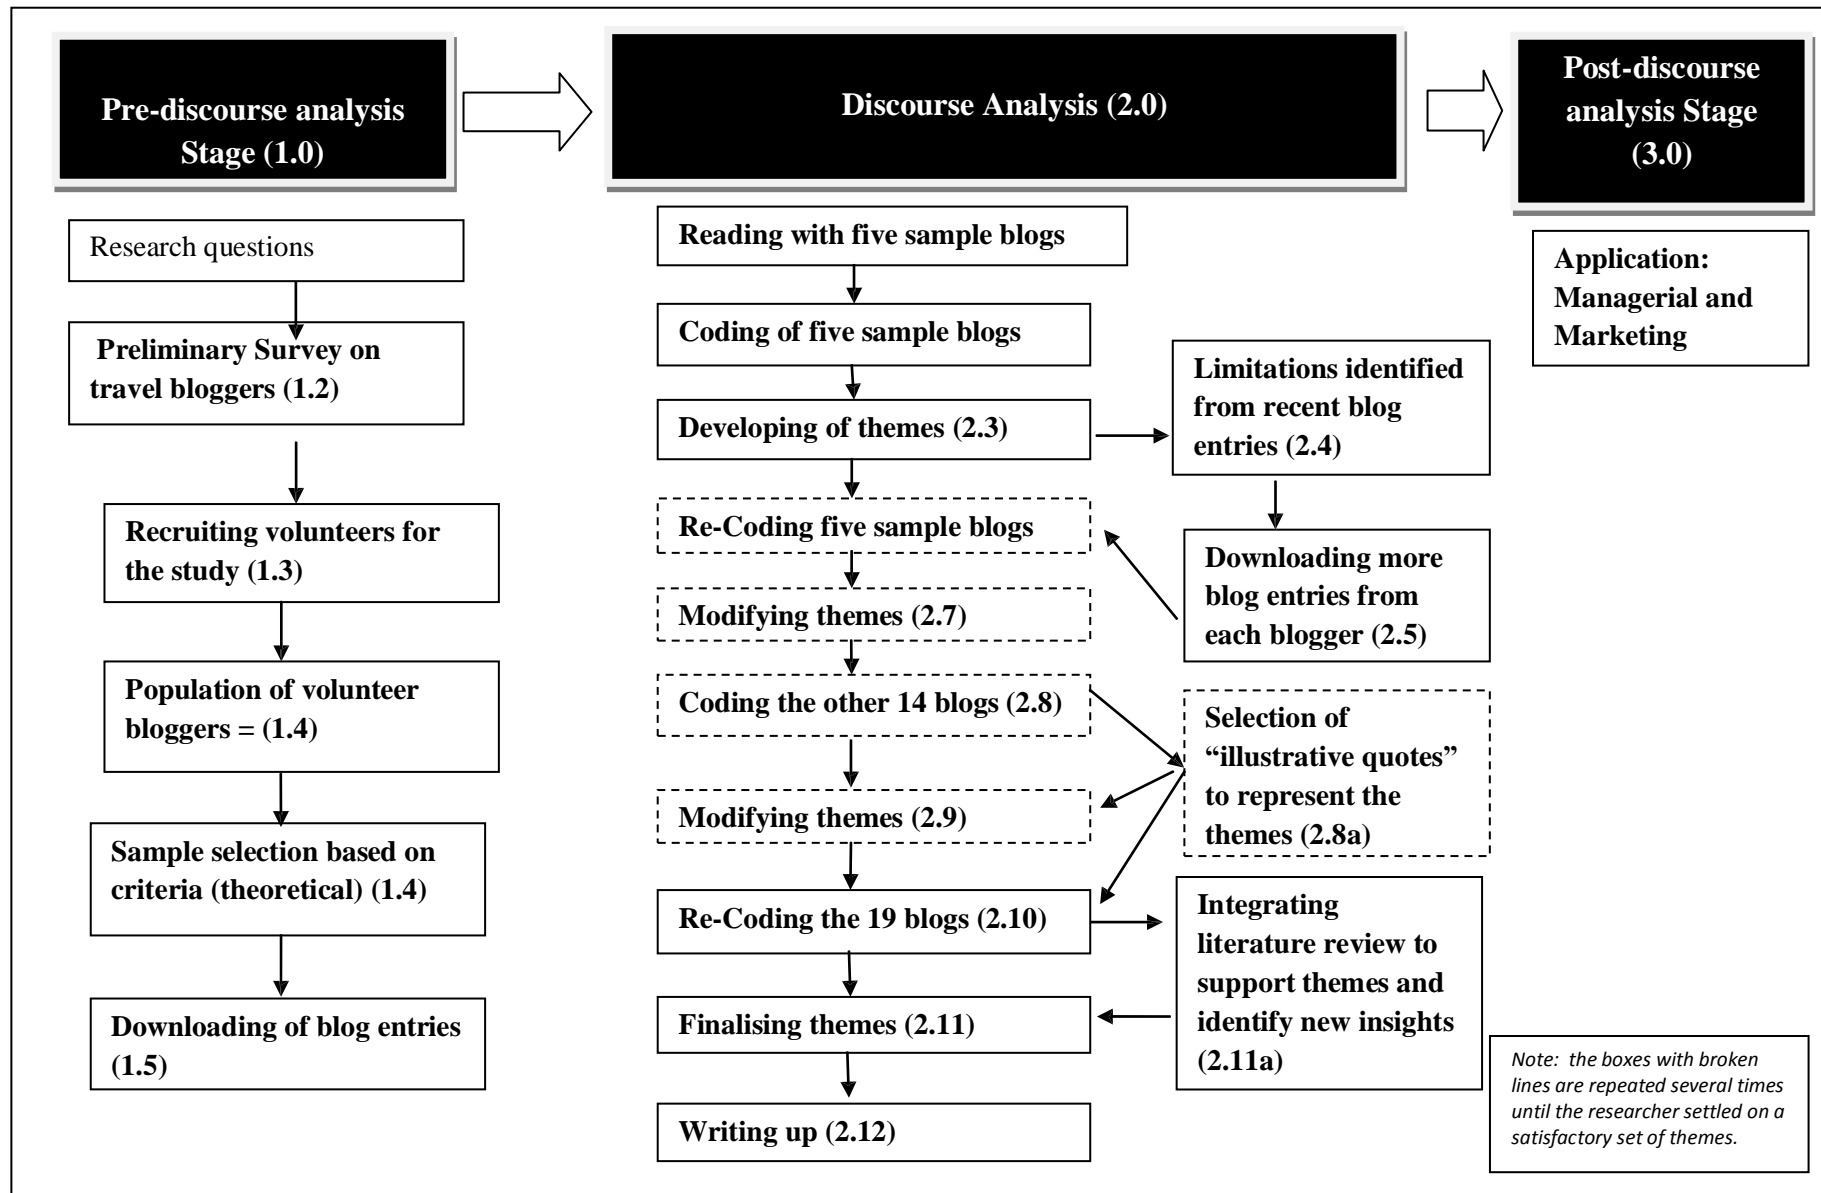 Pre-discourse analysis
Stage (1.0)
Discourse Analysis (2.0)
Post-discourse
analysis Stage
(3.0)
Research questions
Preliminary Survey on
travel bloggers (1.2)
Recruiting volunteers for
the study (1.3)
Population of volunteer
bloggers = (1.4)
Sample selection based on
criteria (theoretical) (1.4)
Downloading of blog entries
(1.5)
Reading with five sample blogs
Coding of five sample blogs
Developing of themes (2.3)
Limitations identified
from recent blog
entries (2.4)
Downloading more
blog entries from
each blogger (2.5)
Re-Coding five sample blogs
Modifying themes (2.7)
Coding the other 14 blogs (2.8)
Selection of
“illustrative quotes”
to represent the
themes (2.8a)
Modifying themes (2.9)
Re-Coding the 19 blogs (2.10)
Integrating
literature review to
support themes and
identify new insights
(2.11a)
Finalising themes (2.11)
Writing up (2.12)
Application:
Managerial and
Marketing
Note:  the boxes with broken
lines are repeated several times
until the researcher settled on a
satisfactory set of themes.